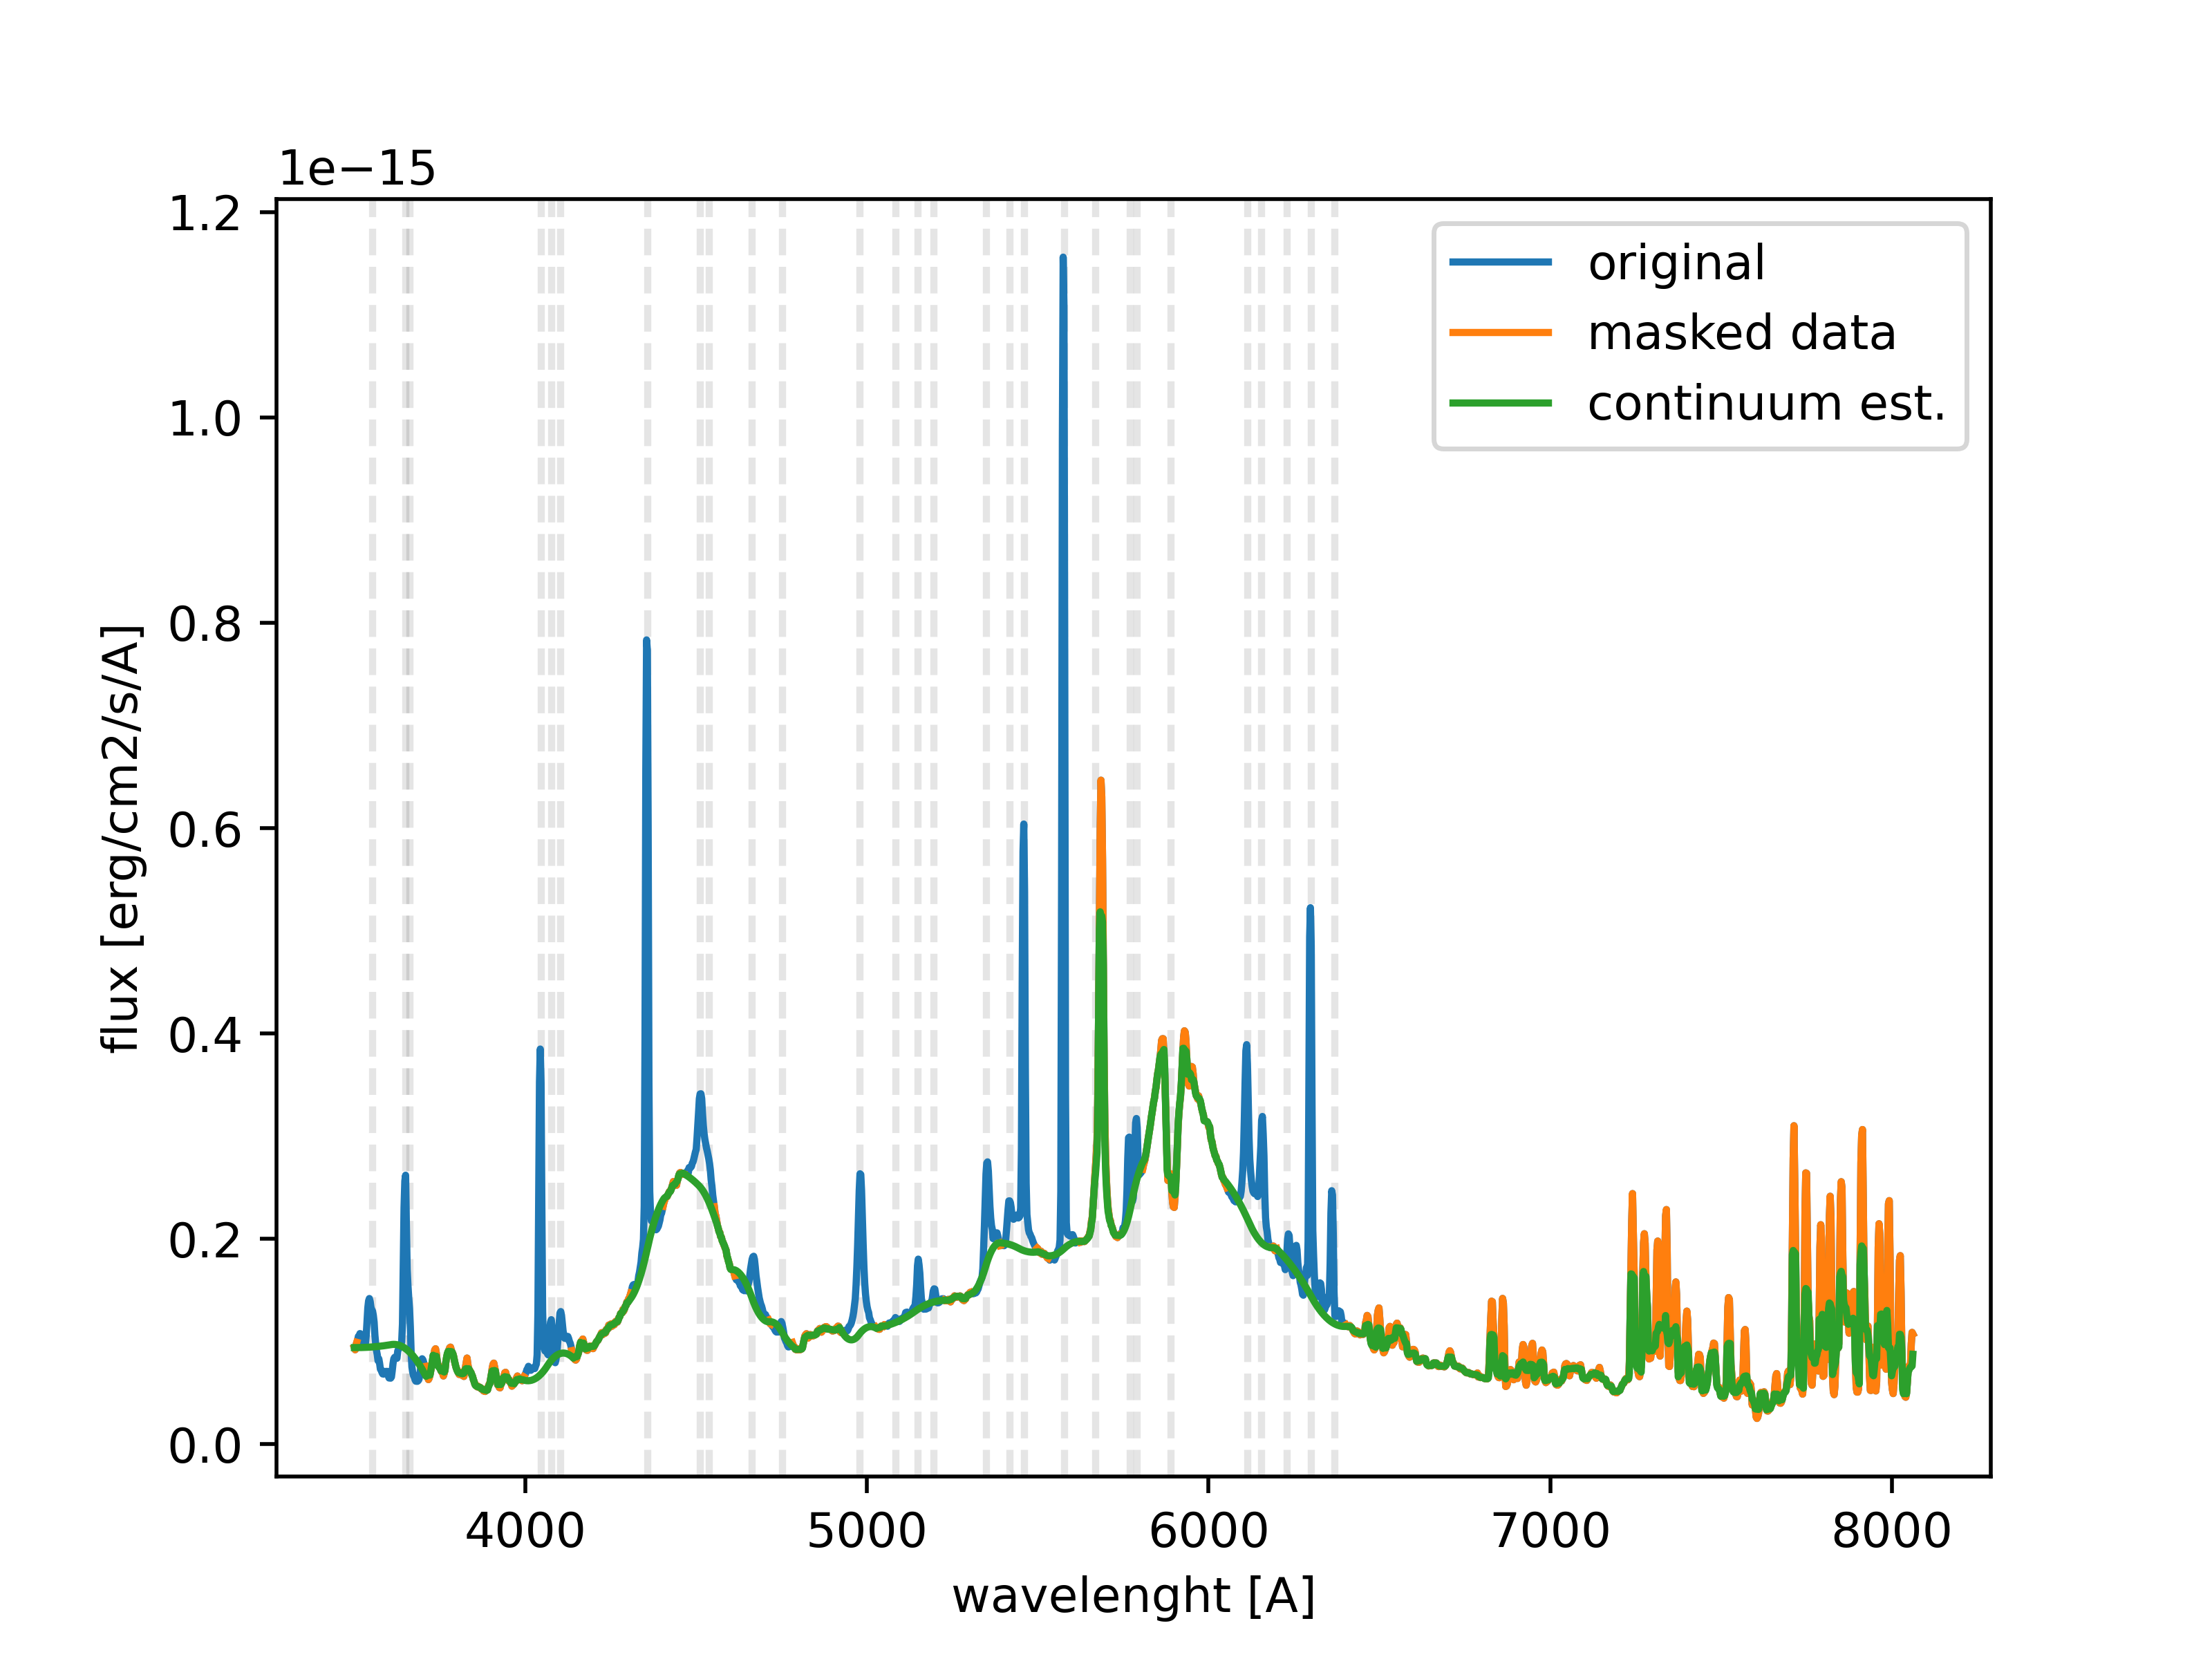 1e−15
1.2
1.0
0.8
0.6
0.4
0.2
0.0
flux [erg/cm2/s/A]
original
masked data
continuum est.
4000 5000 6000 7000 8000
wavelenght [A]